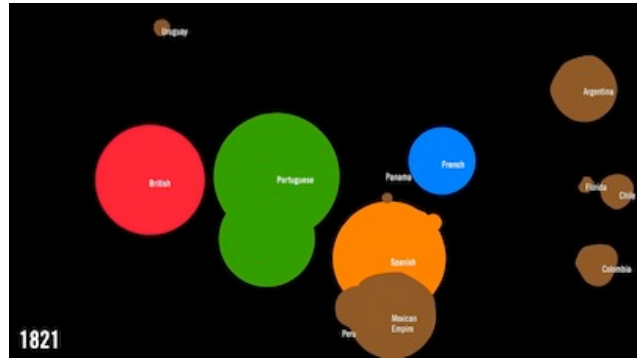 Uruguay
Argentina
British
Portuguese
French
Panama
Florida
Chile
Spanish
Colombia
Mexican
Empire
Peru
1821